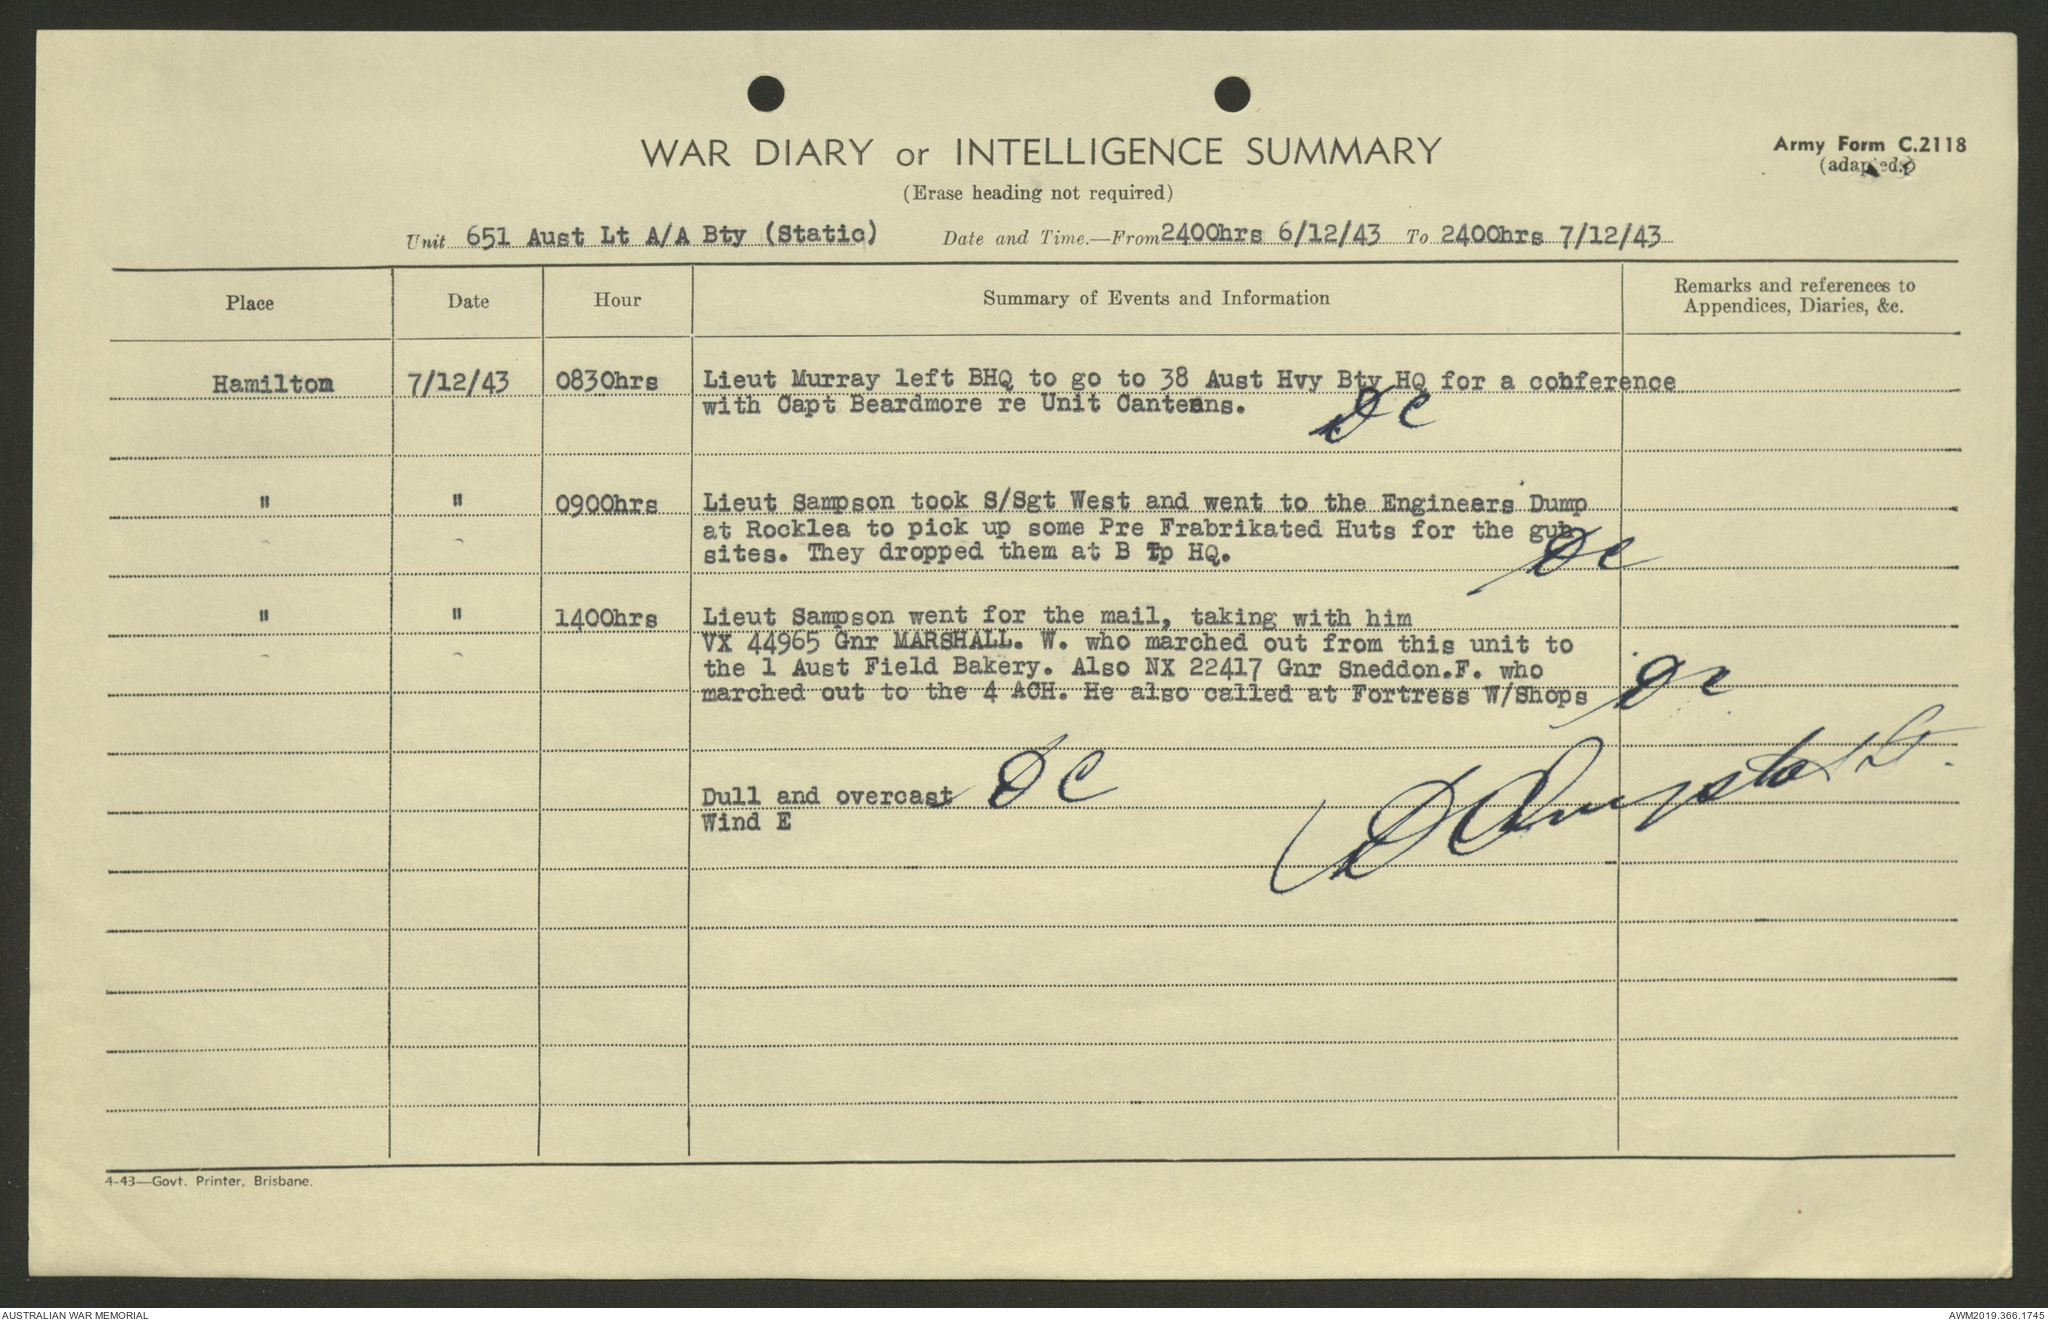 WAR DIARY or INTELLIGENCE SUMMARY
Army Form C.2118
(adapted.)
(Erase heading not required)
Unit 651 Aust Lt A/A Bty (Static) Date and Time.—From 2400hrs 6/12/43 To 2400hrs 7/12/43
Place Date Hour Summary of Events and Information Remarks and references to
Appendices, Diaries, &c.
Hamilton 7/12/43 0830hrs Lieut Murray left BHQ to go to 38 Aust Hvy Bty HQ for a conference
with Capt Beardmore re Unit Canteens. DC
" " 0900hrs Lieut Sampson took S/Sgt West and went to the Engineers Dump
at Rocklea to pick up some Pre Frabrikated Huts for the gun
sites. They dropped them at B Tp HQ. DC
" " 1400hrs Lieut Sampson went for the mail, taking with him
VX 44965 Gnr MARSHALL. W. who marched out from this unit to
the 1 Aust Field Bakery. Also NX 22417 Gnr Sneddon.F. who
marched out to the 4 ACH. He also called at Fortress W/Shops DC
Dull and overcast DC
Wind E
4-43—Govt. Printer, Brisbane.
AUSTRALIAN WAR MEMORIAL
AWM2019.366.1745